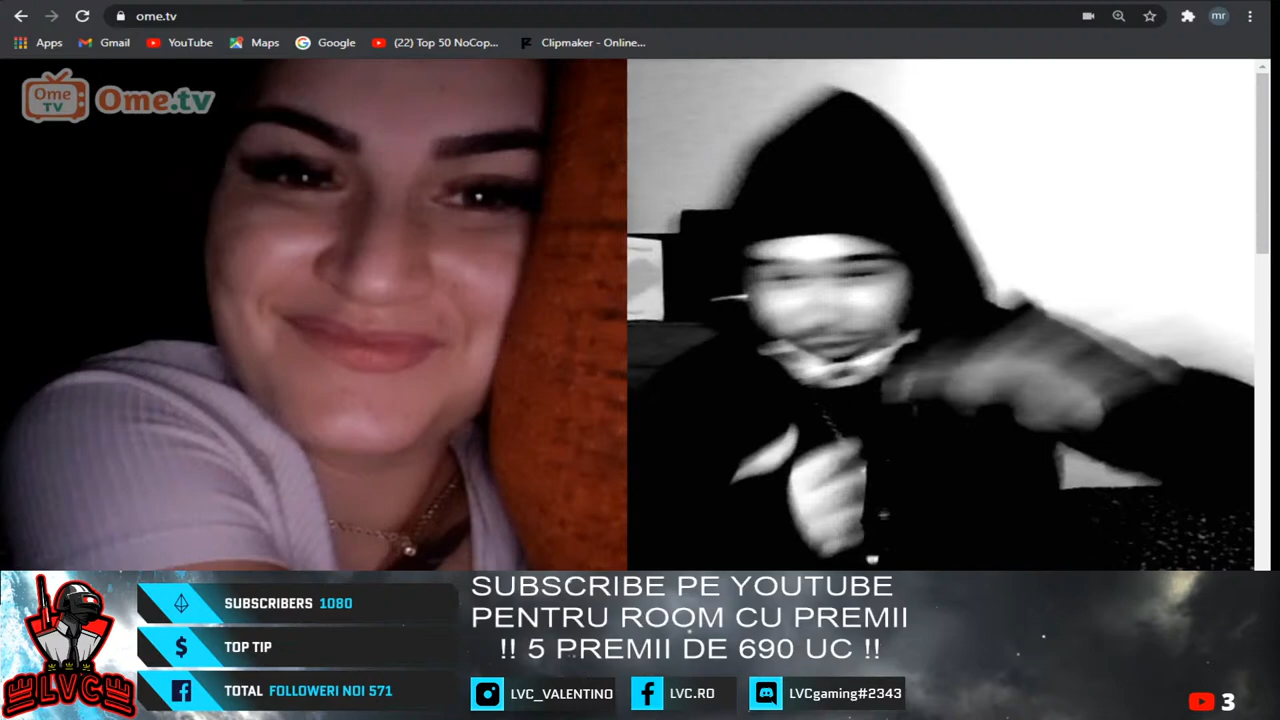 ome.tv
mr
Apps
Gmail
YouTube
Maps
Google
(22) Top 50 NoCop...
Clipmaker - Online...
Ome TV
Ome.tv
SUBSCRIBERS 1080
TOP TIP
TOTAL FOLLOWERI NOI 571
LVC
SUBSCRIBE PE YOUTUBE
PENTRU ROOM CU PREMII
!! 5 PREMII DE 690 UC !!
LVC_VALENTINO
LVC.RO
LVCgaming#2343
3